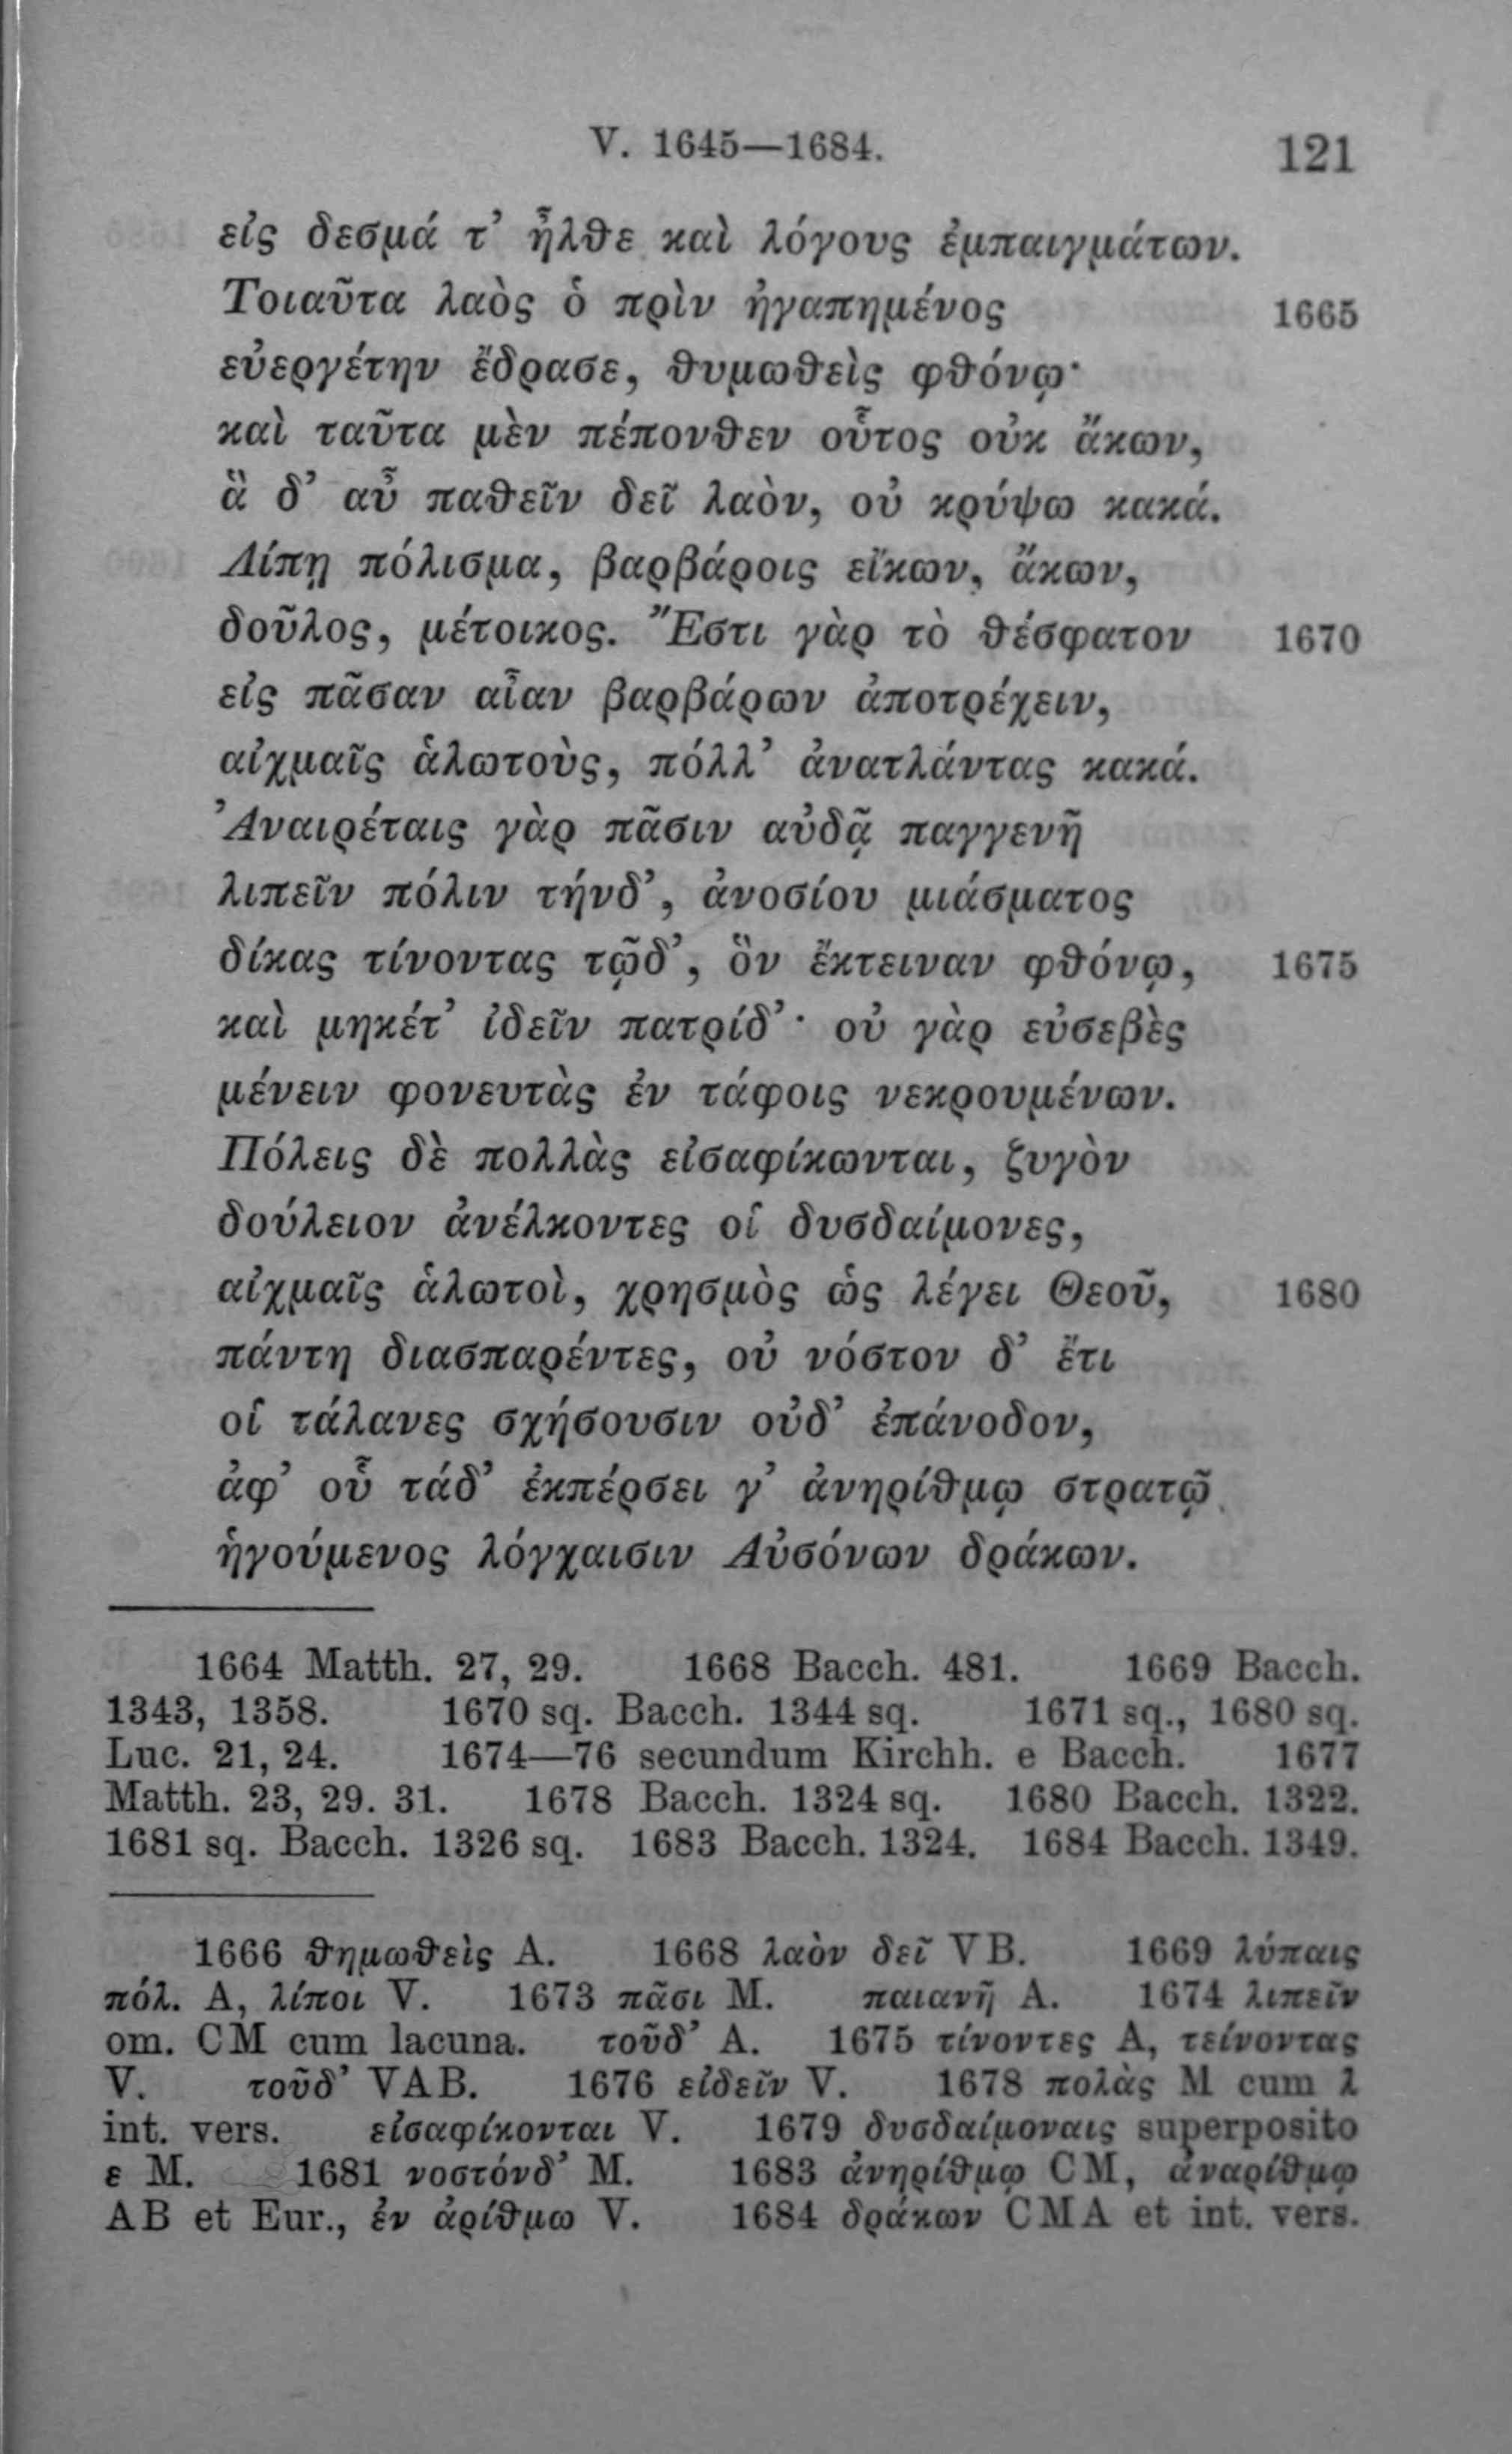 V. 1645—1684.
121
εἰς δεσμά τ’ ἦλθε καὶ λόγους ἐμπαιγμάτων.
Τοιαῦτα λαὸς ὁ πρὶν ἠγαπημένος 1665
εὐεργέτην ἔδρασε, θυμωθεὶς φθόνῳ·
καὶ ταῦτα μὲν πέπονθεν οὗτος οὐκ ἄκων,
ἃ δ’ αὖ παθεῖν δεῖ λαὸν, οὐ κρύψω κακά.
Λίπῃ πόλισμα, βαρβάροις εἴκων, ἄκων,
δοῦλος, μέτοικος. Ἔστι γὰρ τὸ θέσφατον 1670
εἰς πᾶσαν αἶαν βαρβάρων ἀποτρέχειν,
αἰχμαῖς ἁλωτοὺς, πόλλ’ ἀνατλάντας κακά.
Ἀναιρέταις γὰρ πᾶσιν αὐδᾷ παγγενῆ
λιπεῖν πόλιν τήνδ’, ἀνοσίου μιάσματος
δίκας τίνοντας τῷδ’, ὃν ἔκτειναν φθόνῳ, 1675
καὶ μηκέτ’ ἰδεῖν πατρίδ’· οὐ γὰρ εὐσεβὲς
μένειν φονευτὰς ἐν τάφοις νεκρουμένων.
Πόλεις δὲ πολλὰς εἰσαφίκωνται, ζυγὸν
δούλειον ἀνέλκοντες οἱ δυσδαίμονες,
αἰχμαῖς ἁλωτοὶ, χρησμὸς ὡς λέγει Θεοῦ, 1680
πάντη διασπαρέντες, οὐ νόστον δ’ ἔτι
οἱ τάλανες σχήσουσιν οὐδ’ ἐπάνοδον,
ἀφ’ οὗ τάδ’ ἐκπέρσει γ’ ἀνηρίθμῳ στρατῷ
ἡγούμενος λόγχαισιν Αὐσόνων δράκων.
1664 Matth. 27, 29. 1668 Bacch. 481. 1669 Bacch.
1343, 1358. 1670 sq. Bacch. 1344 sq. 1671 sq., 1680 sq.
Luc. 21, 24. 1674—76 secundum Kirchh. e Bacch. 1677
Matth. 23, 29. 31. 1678 Bacch. 1324 sq. 1680 Bacch. 1322.
1681 sq. Bacch. 1326 sq. 1683 Bacch. 1324. 1684 Bacch. 1349.
1666 θημωθεὶς A. 1668 λαὸν δεῖ VB. 1669 λύπαις
πόλ. A, λίποι V. 1673 πᾶσι M. παιανῆ A. 1674 λιπεῖν
om. CM cum lacuna. τοῦδ’ A. 1675 τίνοντες A, τείνοντας
V. τοῦδ’ VAB. 1676 εἰδεῖν V. 1678 πολὰς M cum λ
int. vers. εἰσαφίκονται V. 1679 δυσδαίμοναις superposito
ε M. 1681 νοστόνδ’ M. 1683 ἀνηρίθμῳ CM, ἀναρίθμῳ
AB et Eur., ἐν ἀρίθμω V. 1684 δράκων CMA et int. vers.